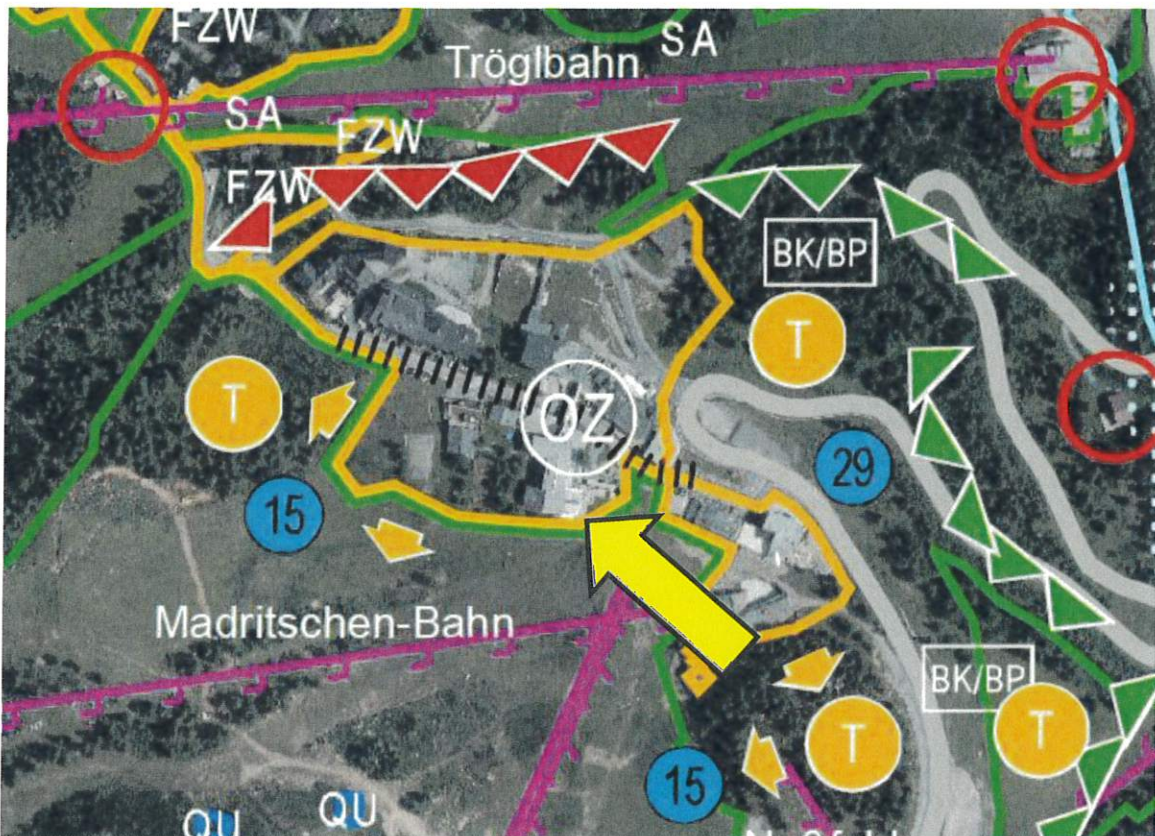 FZW
SA
Tröglbahn
SA
FZW
FZW
BK/BP
T
T
OZ
29
15
Madritschen-Bahn
BK/BP
T
T
15
QU
QU